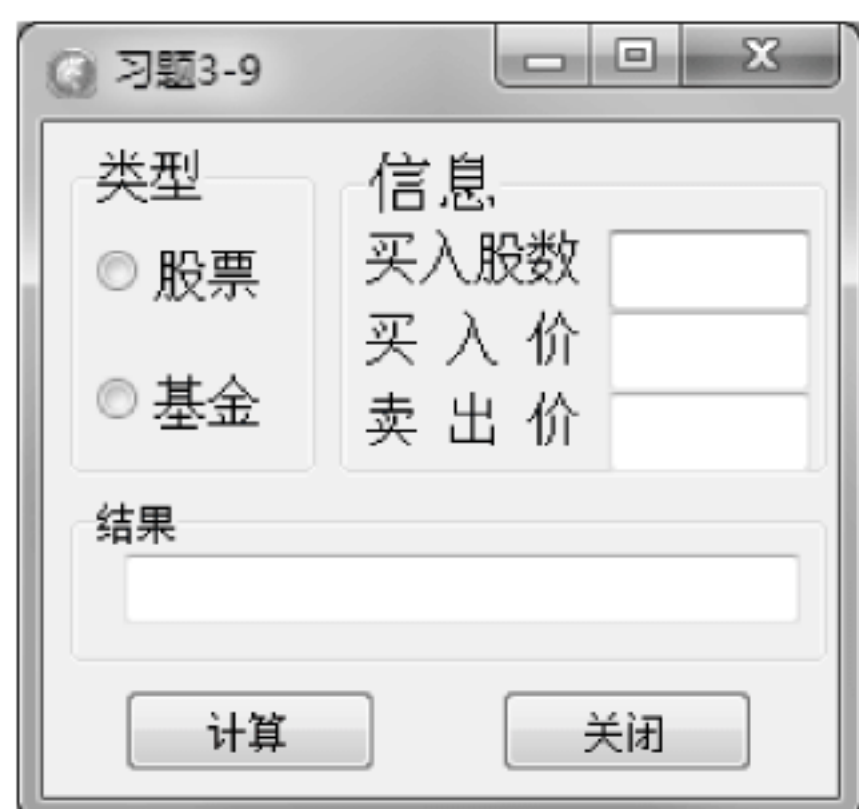 习题3-9
类型
股票
基金
信息
买入股数
买 入 价
卖 出 价
结果
计算
关闭